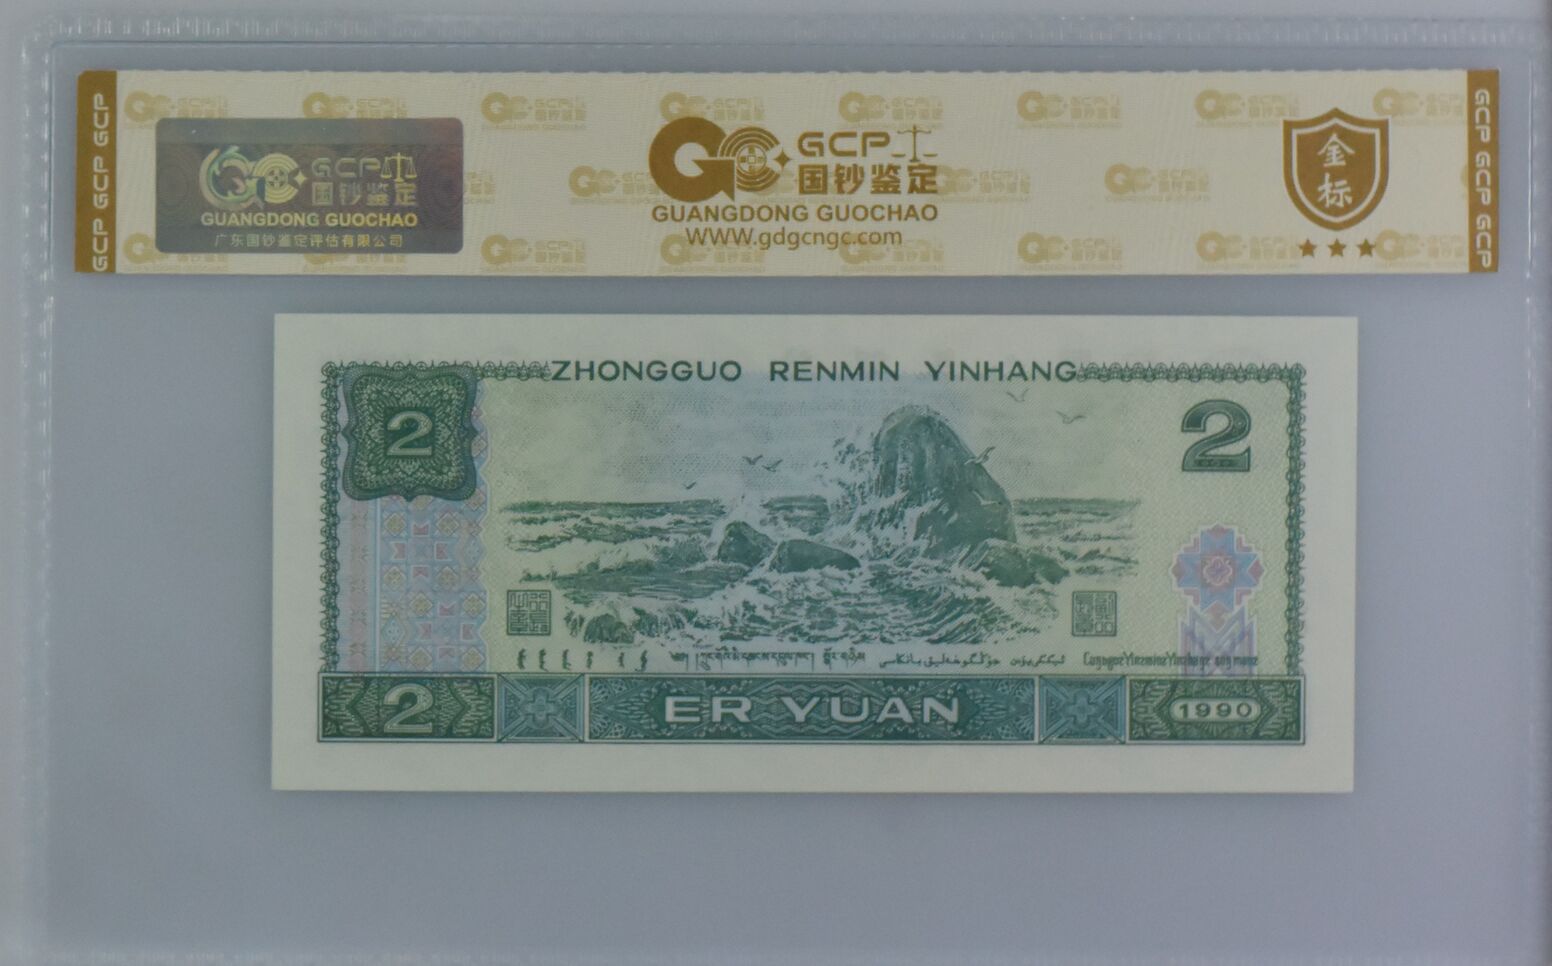 GCP GCP GCP
GCP
国钞鉴定
GUANGDONG GUOCHAO
广东国钞鉴定评估有限公司
GCP
国钞鉴定
GUANGDONG GUOCHAO
WWW.gdgcngc.com
金标
GCP GCP GCP
ZHONGGUO RENMIN YINHANG
2
2
2
ER YUAN
1990